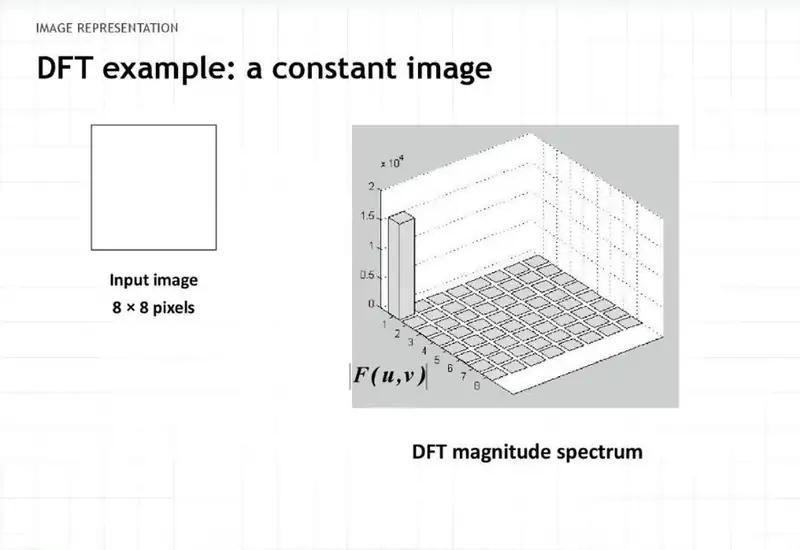 IMAGE REPRESENTATION
DFT example: a constant image
Input image
8 × 8 pixels
x 10⁴
2
1.5
1
0.5
0
1
2
3
4
5
6
7
8
|F(u,v)|
DFT magnitude spectrum